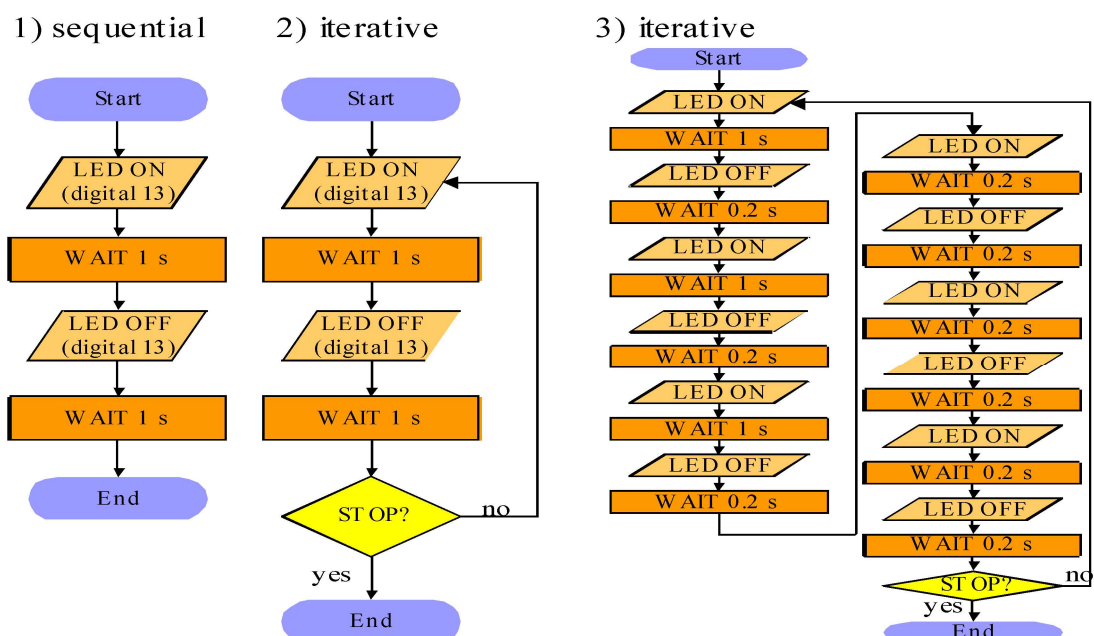 1) sequential
Start
LED ON
(digital 13)
WAIT 1 s
LED OFF
(digital 13)
WAIT 1 s
End
2) iterative
Start
LED ON
(digital 13)
WAIT 1 s
LED OFF
(digital 13)
WAIT 1 s
STOP?
no
yes
End
3) iterative
Start
LED ON
WAIT 1 s
LED OFF
WAIT 0.2 s
LED ON
WAIT 1 s
LED OFF
WAIT 0.2 s
LED ON
WAIT 1 s
LED OFF
WAIT 0.2 s
LED ON
WAIT 0.2 s
LED OFF
WAIT 0.2 s
LED ON
WAIT 0.2 s
LED OFF
WAIT 0.2 s
LED ON
WAIT 0.2 s
LED OFF
WAIT 0.2 s
STOP?
no
yes
End